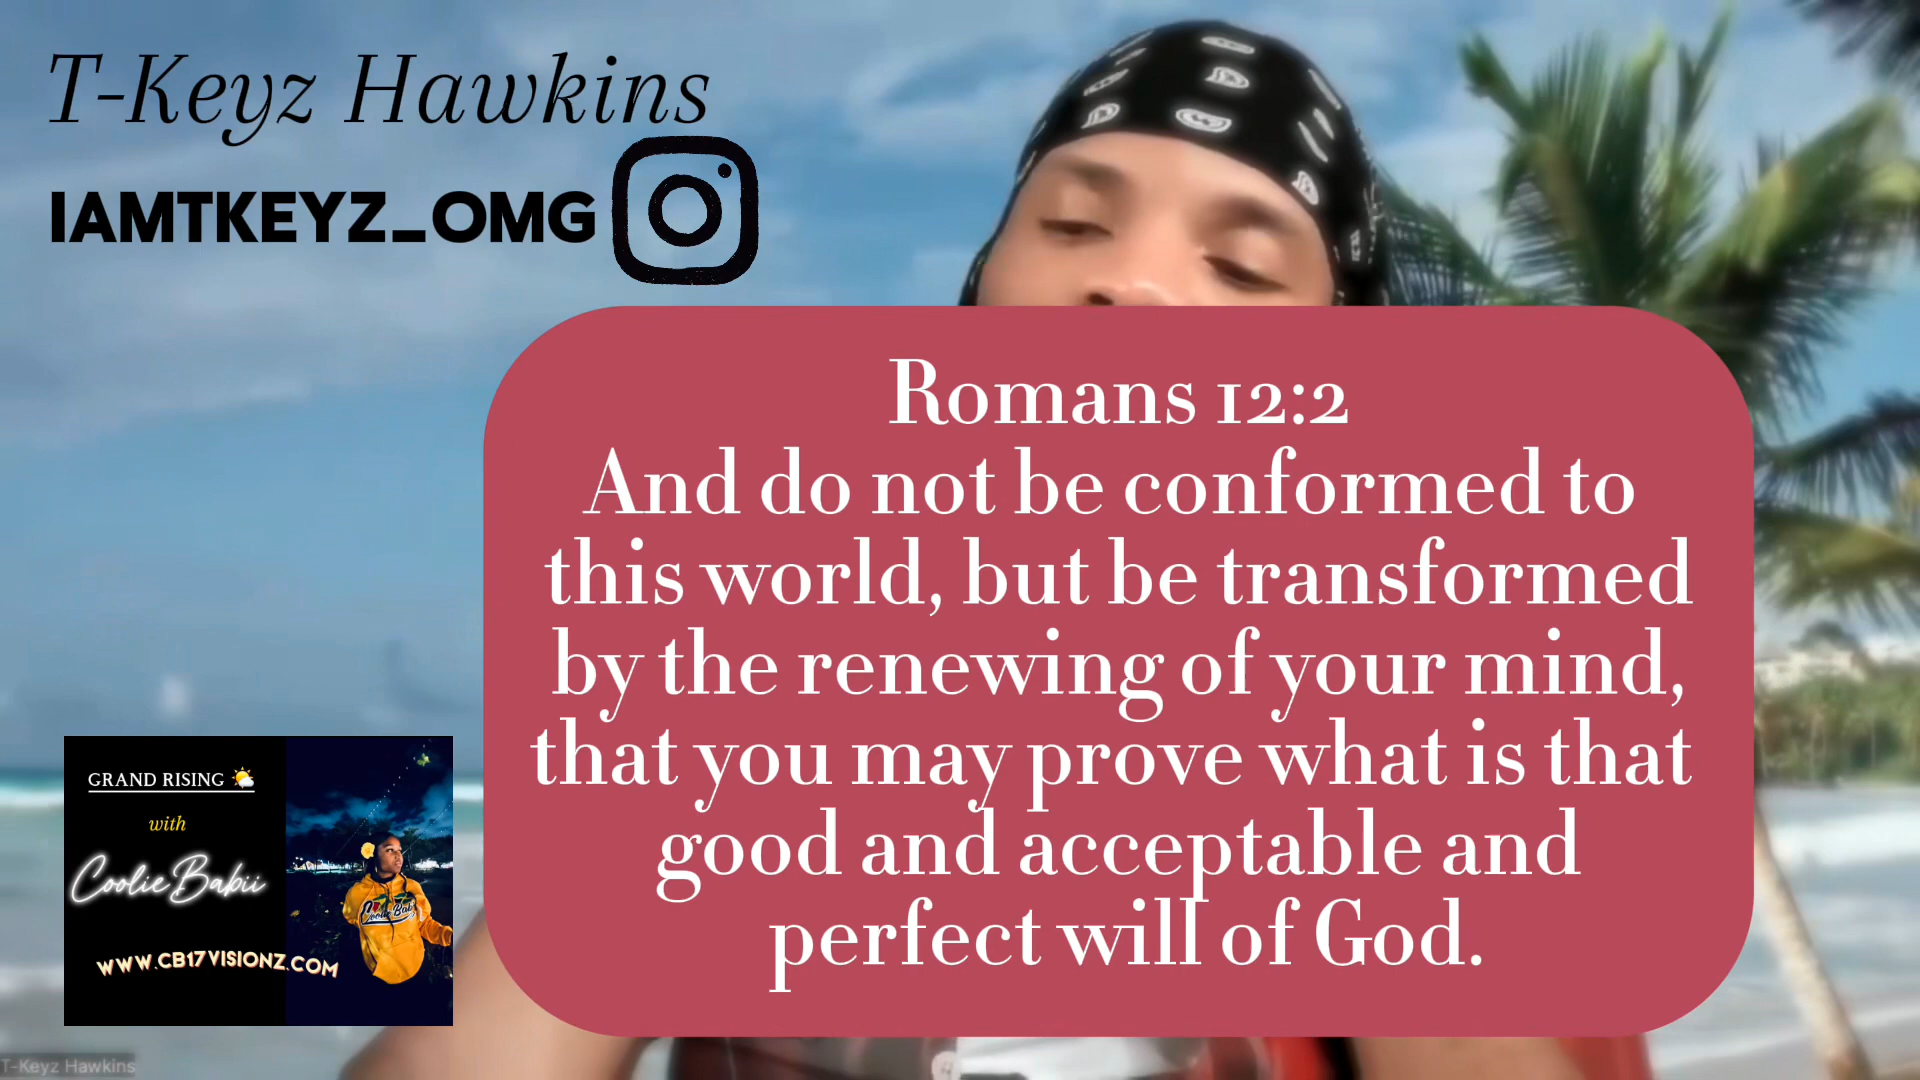 T-Keyz Hawkins
IAMTKEYZ_OMG
Romans 12:2
And do not be conformed to
this world, but be transformed
by the renewing of your mind,
that you may prove what is that
good and acceptable and
perfect will of God.
GRAND RISING
with
CoolieBabii
WWW.CB17VISIONZ.COM
T-Keyz Hawkins